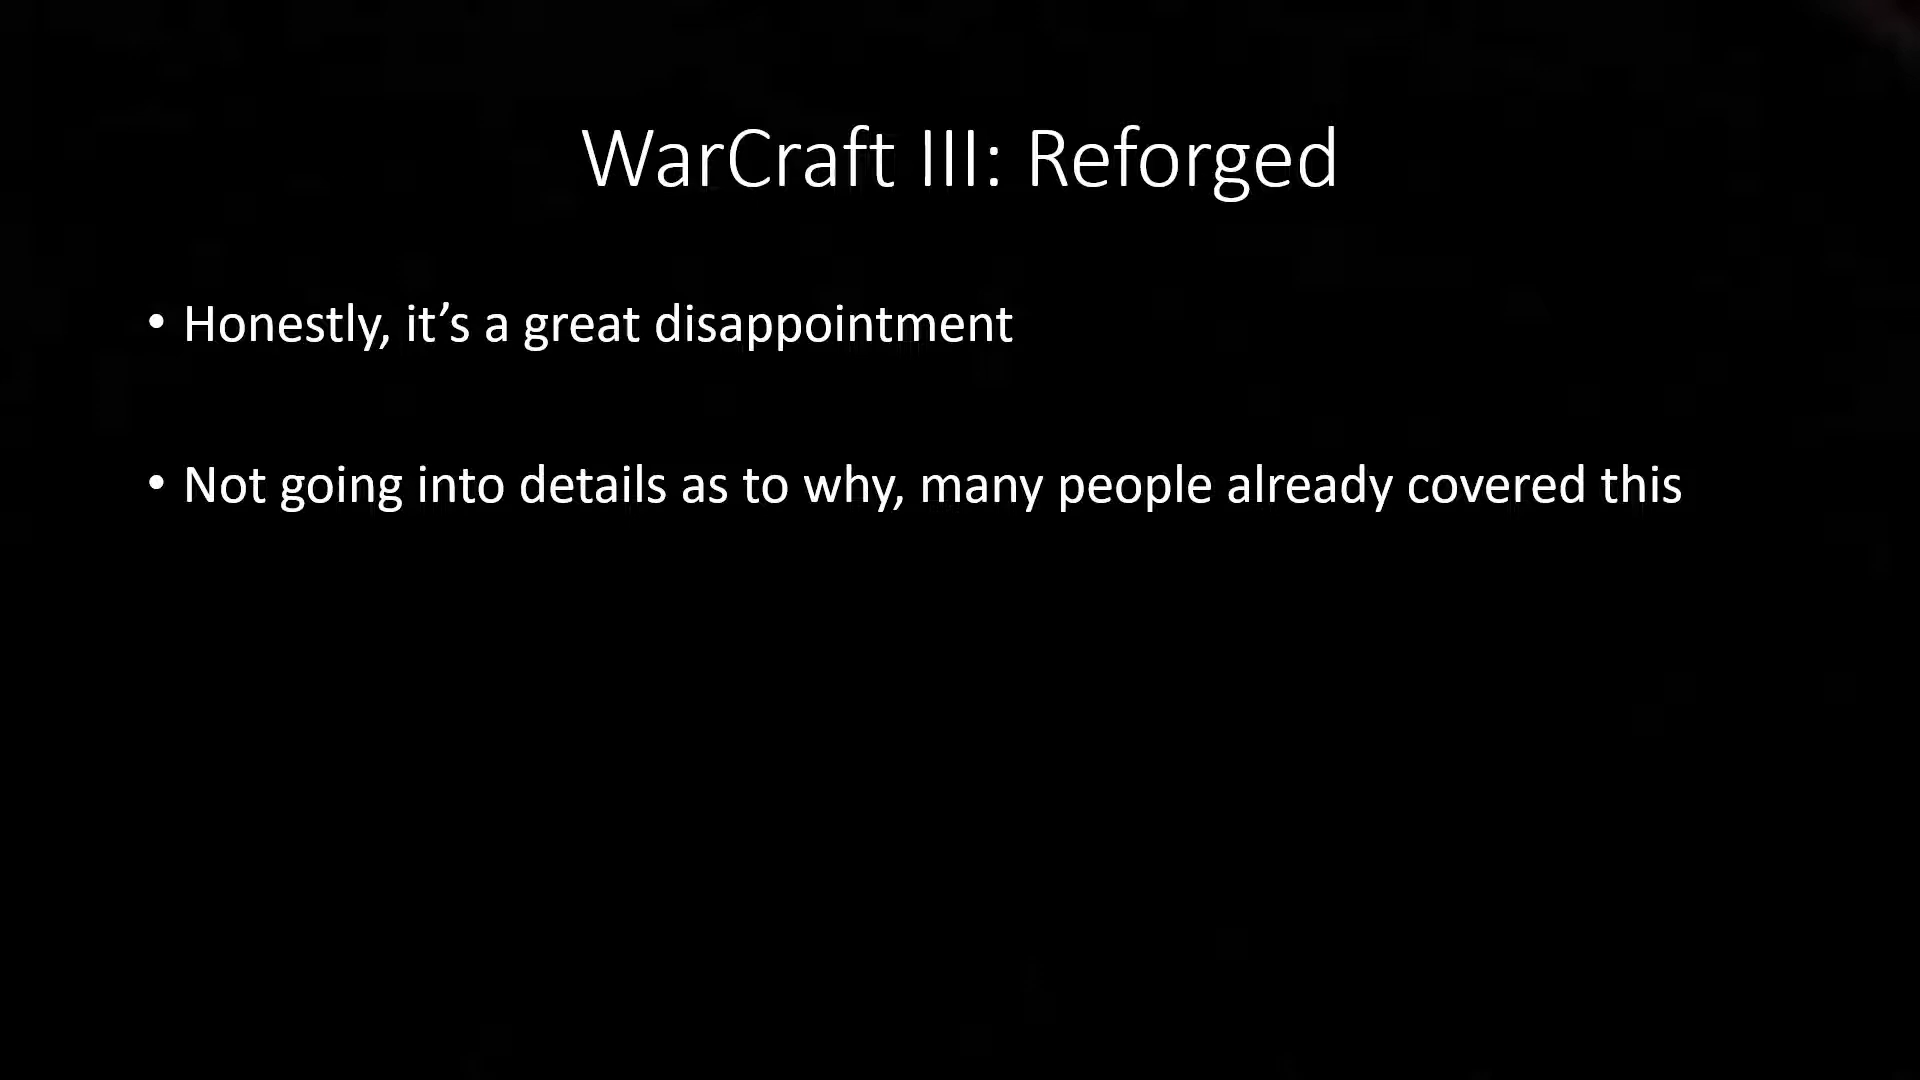 WarCraft III: Reforged
• Honestly, it’s a great disappointment
• Not going into details as to why, many people already covered this